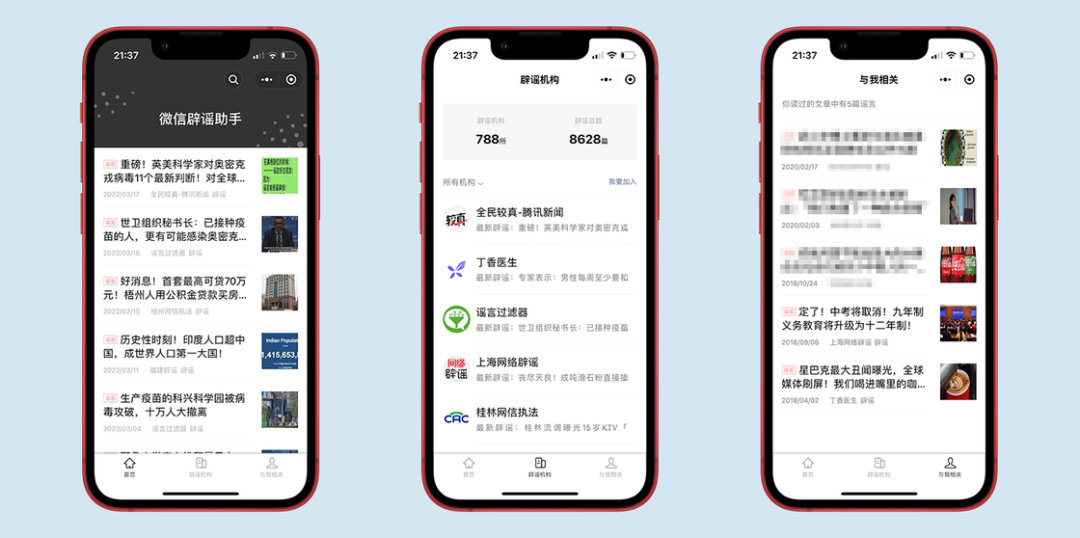 21:37
微信辟谣助手
谣言 重磅！英美科学家对奥密克
戎病毒11个最新判断！对全球...
2022/03/17 全民较真-腾讯新闻 辟谣
谣言 世卫组织秘书长：已接种疫
苗的人，更有可能感染奥密克...
2022/03/16 谣言过滤器 辟谣
谣言 好消息！首套最高可贷70万
元！梧州人用公积金贷款买房...
2022/03/15 梧州网信执法 辟谣
谣言 历史性时刻！印度人口超中
国，成世界人口第一大国！
2022/03/11 福建辟谣 辟谣
Indian Populat
1,415,653,8
谣言 生产疫苗的科兴科学园被病
毒攻破，十万人大撤离
2022/03/04 谣言过滤器 辟谣
首页
辟谣机构
与我相关
21:37
辟谣机构
辟谣机构
辟谣总数
788所
8628篇
所有机构
我要加入
较真
全民较真-腾讯新闻
最新辟谣：重磅！英美科学家对奥密克戎
丁香医生
最新辟谣：专家表示：男性每周至少要和
谣言过滤器
最新辟谣：世卫组织秘书长：已接种疫苗
网络
辟谣
上海网络辟谣
最新辟谣：丧尽天良！成吨滑石粉直接掺
CAC
桂林网信执法
最新辟谣：桂林流调曝光15岁KTV「
首页
辟谣机构
与我相关
21:37
与我相关
你读过的文章中有5篇谣言
2020/02/17
2020/02/03
2018/10/24
谣言 定了！中考将取消！九年制
义务教育将升级为十二年制！
2018/09/06 上海网络辟谣 辟谣
谣言 星巴克最大丑闻曝光，全球
媒体刷屏！我们喝进嘴里的咖...
2018/04/02 丁香医生 辟谣
首页
辟谣机构
与我相关